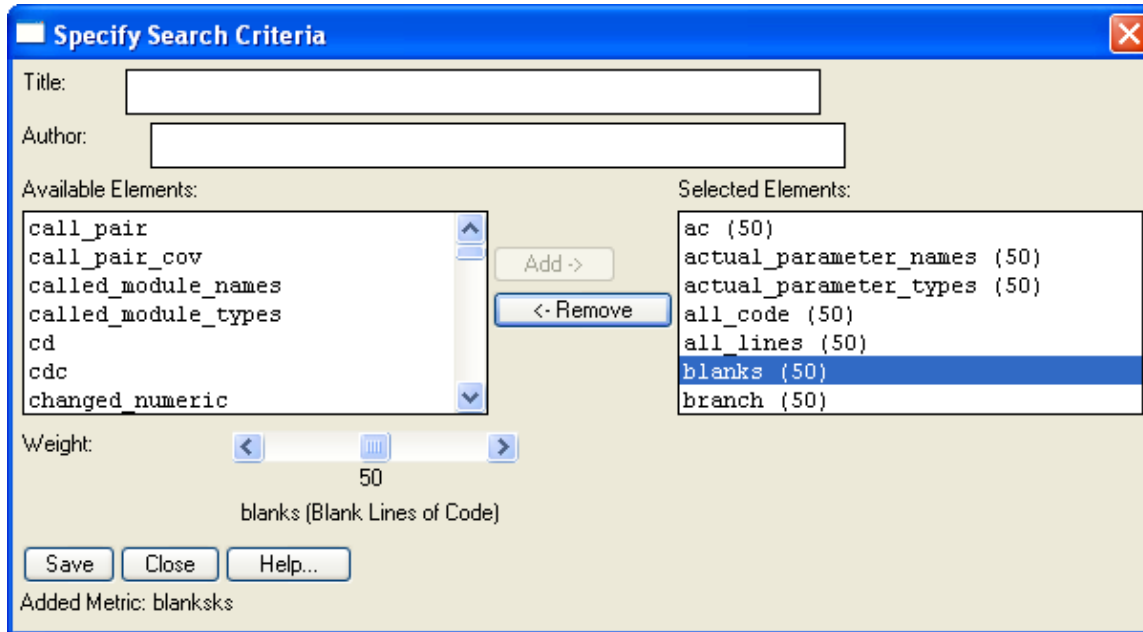 Specify Search Criteria
Title:
Author:
Available Elements:
call_pair
call_pair_cov
called_module_names
called_module_types
cd
cdc
changed_numeric
Add ->
<- Remove
Selected Elements:
ac (50)
actual_parameter_names (50)
actual_parameter_types (50)
all_code (50)
all_lines (50)
blanks (50)
branch (50)
Weight:
50
blanks (Blank Lines of Code)
Save Close Help...
Added Metric: blanksks